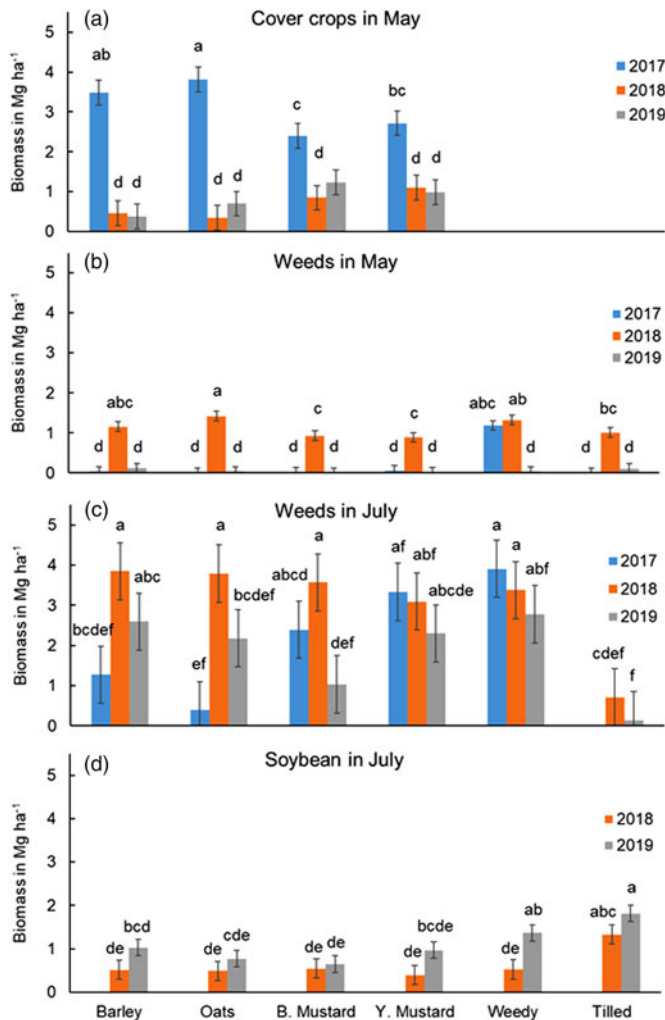 (a) Cover crops in May
Biomass in Mg ha⁻¹
5
4
3
2
1
0
ab d d a d d c d bc d d
2017
2018
2019
(b) Weeds in May
Biomass in Mg ha⁻¹
5
4
3
2
1
0
d abc d d a d d c d d c d abc ab d d bc d
2017
2018
2019
(c) Weeds in July
Biomass in Mg ha⁻¹
5
4
3
2
1
0
bcdef a abc ef a bcdef abcd a def af abf abcde a a abf cdef f
2017
2018
2019
(d) Soybean in July
Biomass in Mg ha⁻¹
5
4
3
2
1
0
de bcd de cde de de de bcde de ab abc a
2018
2019
Barley Oats B. Mustard Y. Mustard Weedy Tilled